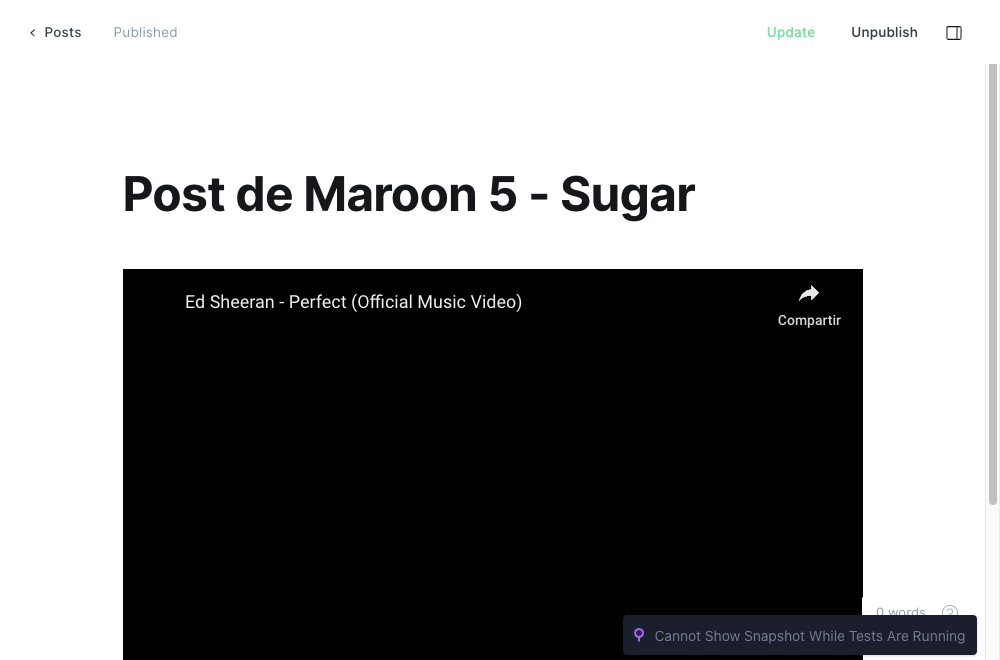 Posts
Published
Update
Unpublish
Post de Maroon 5 - Sugar
Ed Sheeran - Perfect (Official Music Video)
Compartir
0 words
?
Cannot Show Snapshot While Tests Are Running